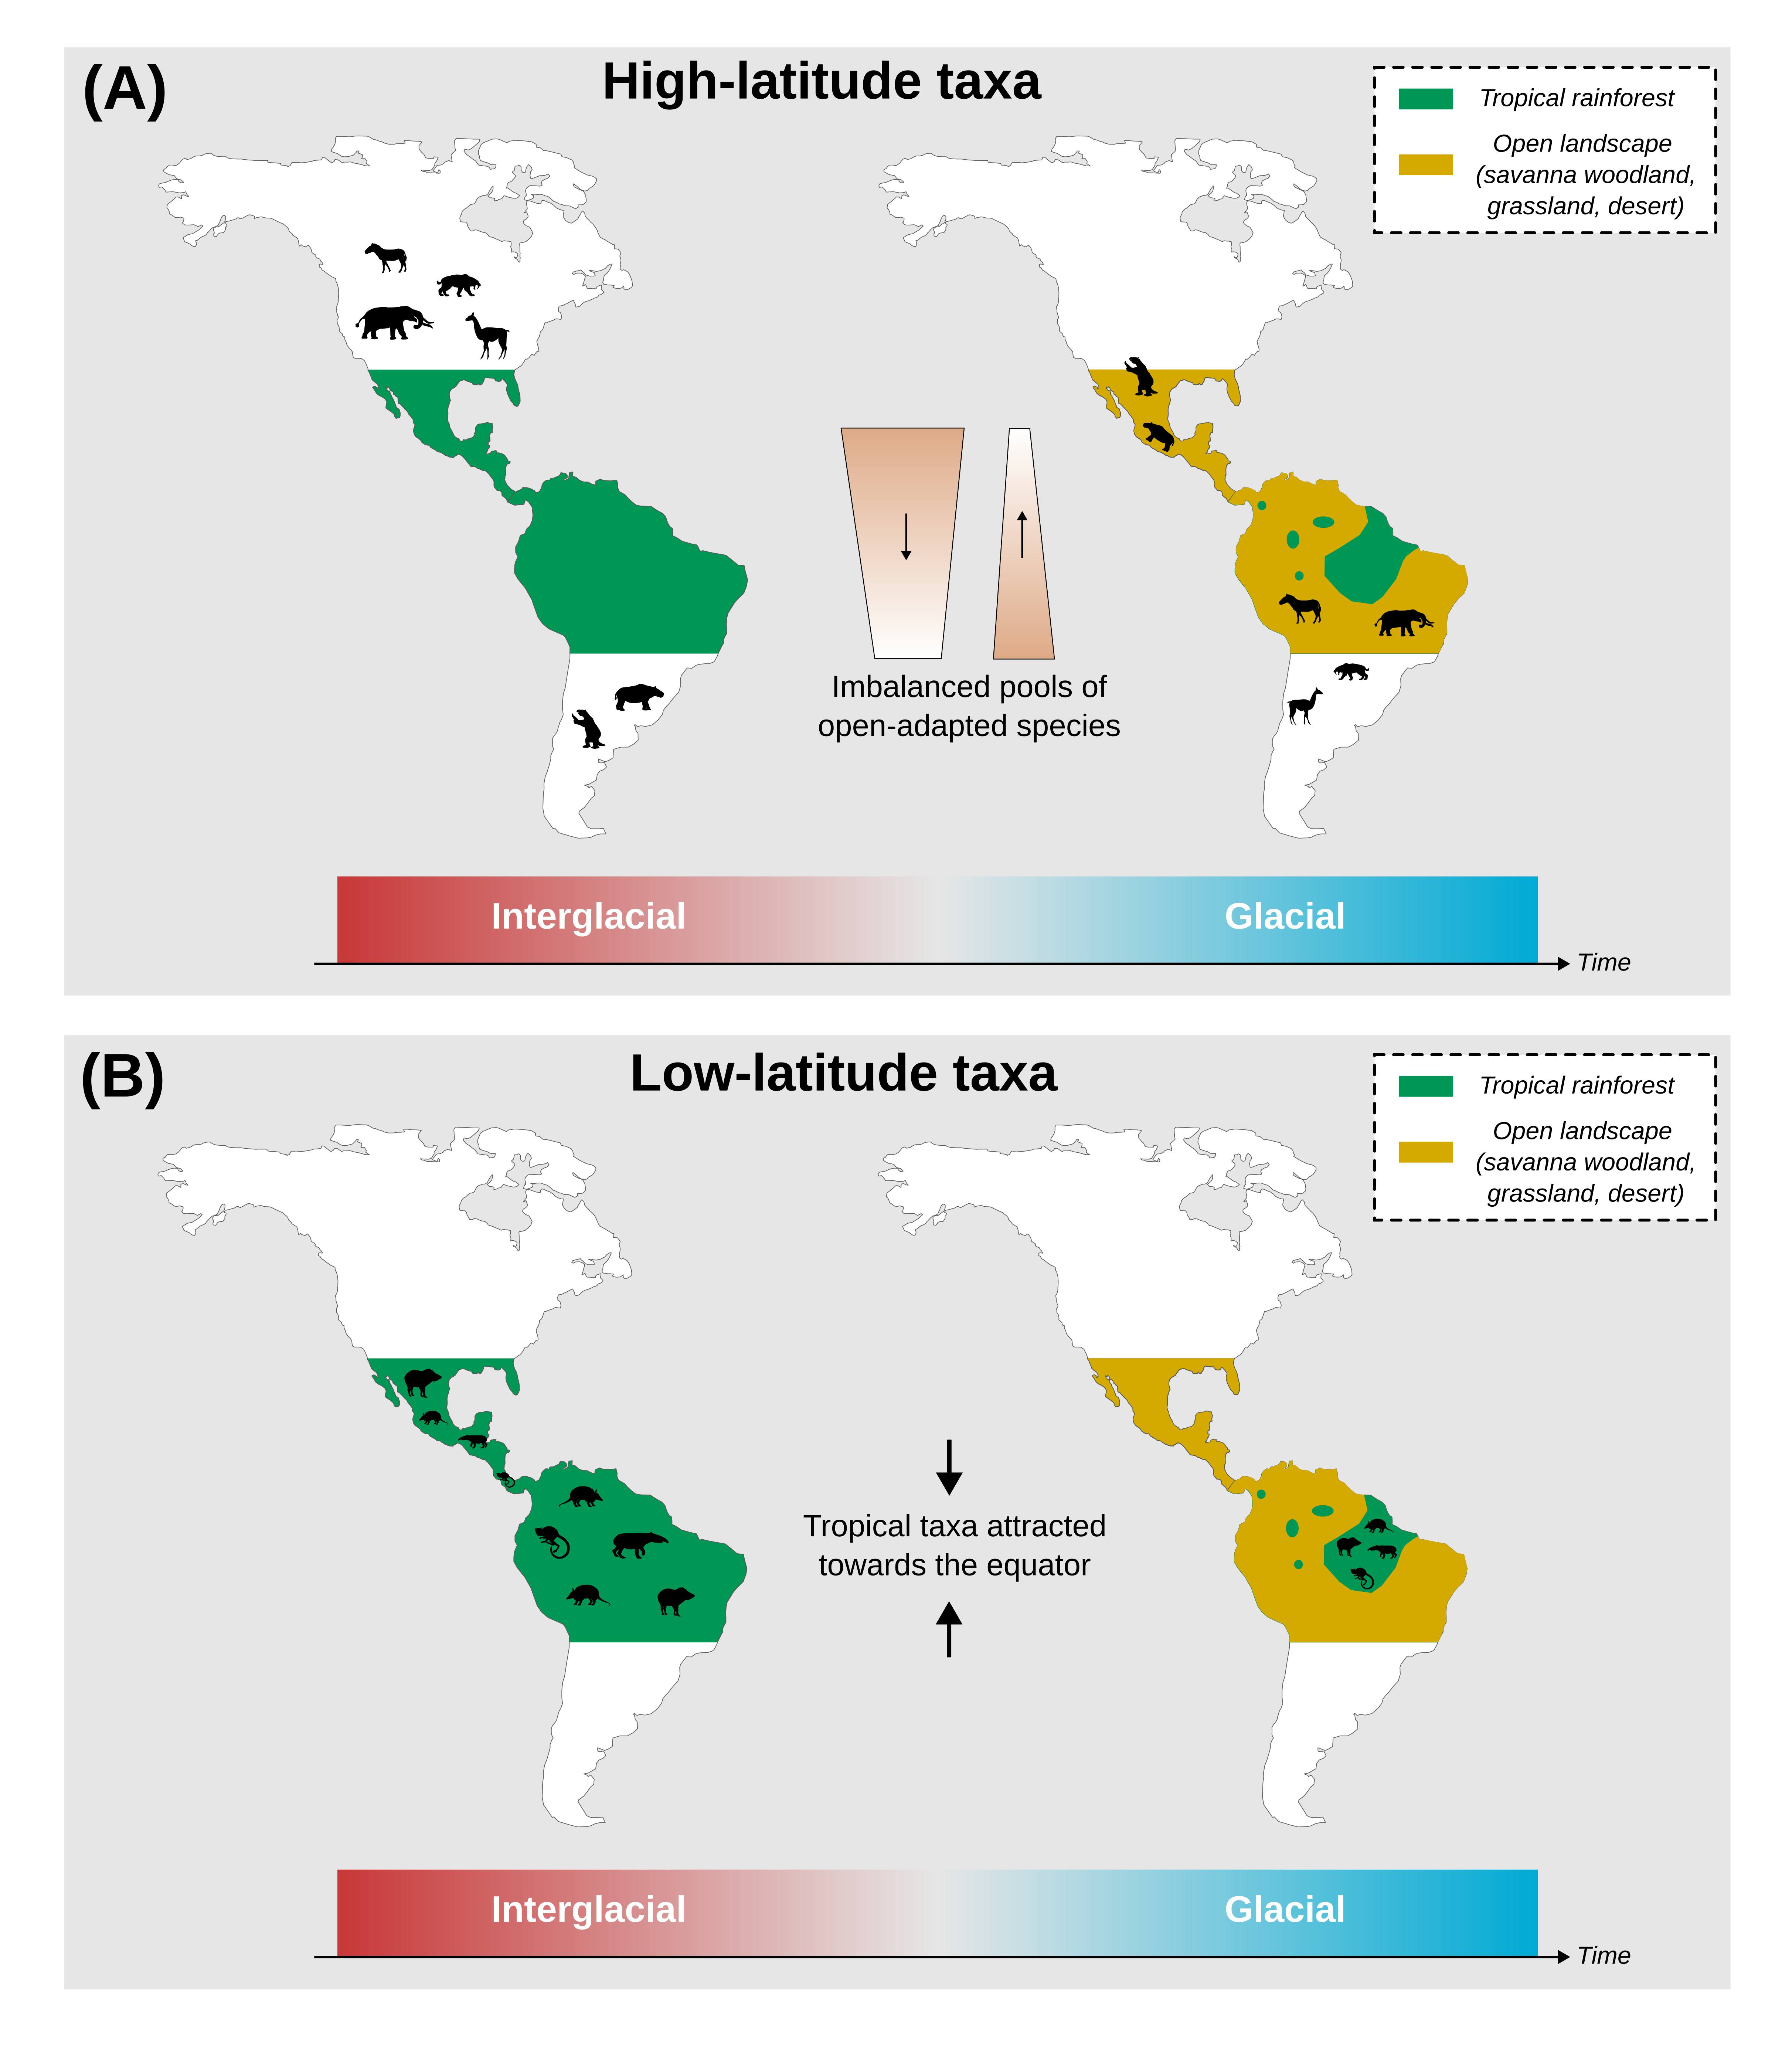 (A)
High-latitude taxa
Tropical rainforest
Open landscape
(savanna woodland,
grassland, desert)
Imbalanced pools of
open-adapted species
Interglacial
Glacial
Time
(B)
Low-latitude taxa
Tropical rainforest
Open landscape
(savanna woodland,
grassland, desert)
Tropical taxa attracted
towards the equator
Interglacial
Glacial
Time